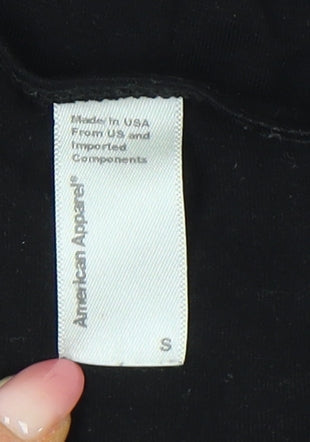 Made in USA
From US and
Imported
Components
American Apparel®
S